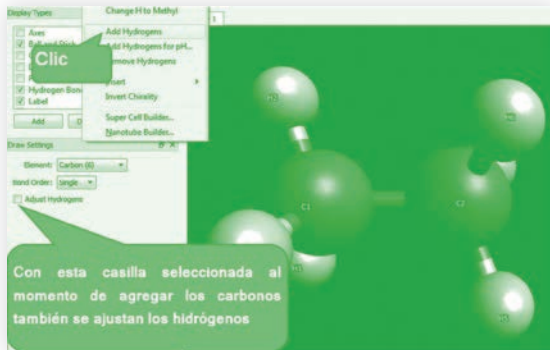 Display Types
Change H to Methyl
1
Axes
Add Hydrogens
Add Hydrogens for pH...
Clic
Remove Hydrogens
Insert
Hydrogen Bond
Invert Chirality
Label
Super Cell Builder...
Add
Nanotube Builder...
Draw Settings
Element: Carbon (6)
Bond Order: Single
Adjust Hydrogens
C1
C2
Con esta casilla seleccionada al
momento de agregar los carbonos
también se ajustan los hidrógenos